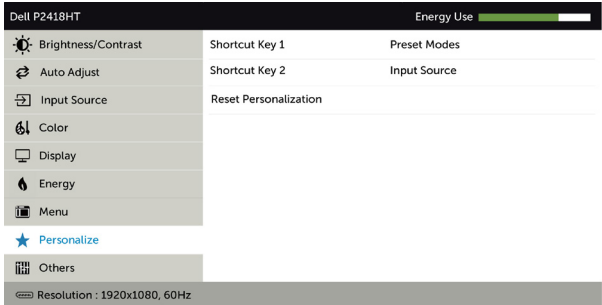 Dell P2418HT Energy Use
Brightness/Contrast Shortcut Key 1 Preset Modes
Auto Adjust Shortcut Key 2 Input Source
Input Source Reset Personalization
Color
Display
Energy
Menu
Personalize
Others
Resolution : 1920x1080, 60Hz